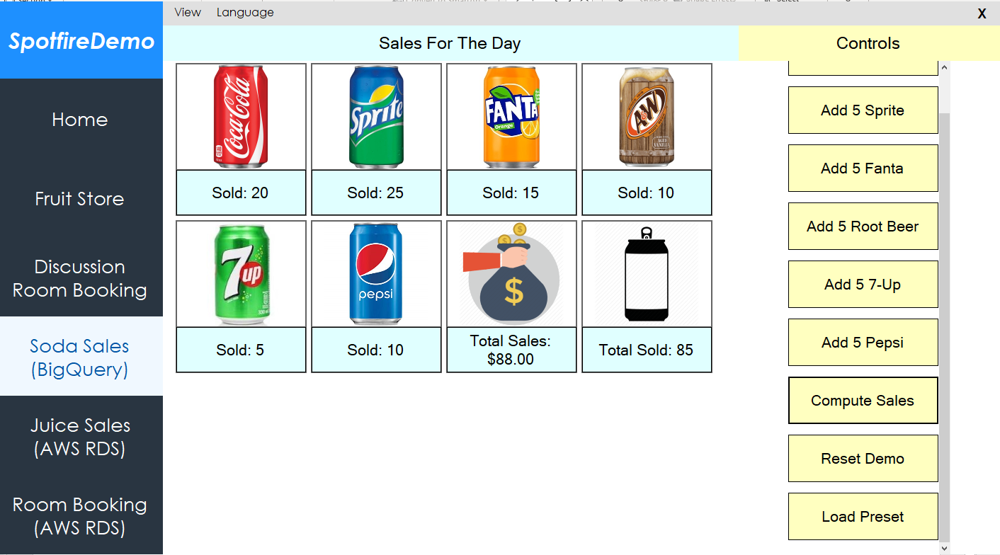 View Language X
SpotfireDemo
Sales For The Day
Controls
Home
Fruit Store
Discussion
Room Booking
Soda Sales
(BigQuery)
Juice Sales
(AWS RDS)
Room Booking
(AWS RDS)
Coca-Cola
Sprite
FANTA
Orange
A&W
AGED
VANILLA
Sold: 20
Sold: 25
Sold: 15
Sold: 10
7up
pepsi
$
Sold: 5
Sold: 10
Total Sales:
$88.00
Total Sold: 85
Add 5 Sprite
Add 5 Fanta
Add 5 Root Beer
Add 5 7-Up
Add 5 Pepsi
Compute Sales
Reset Demo
Load Preset